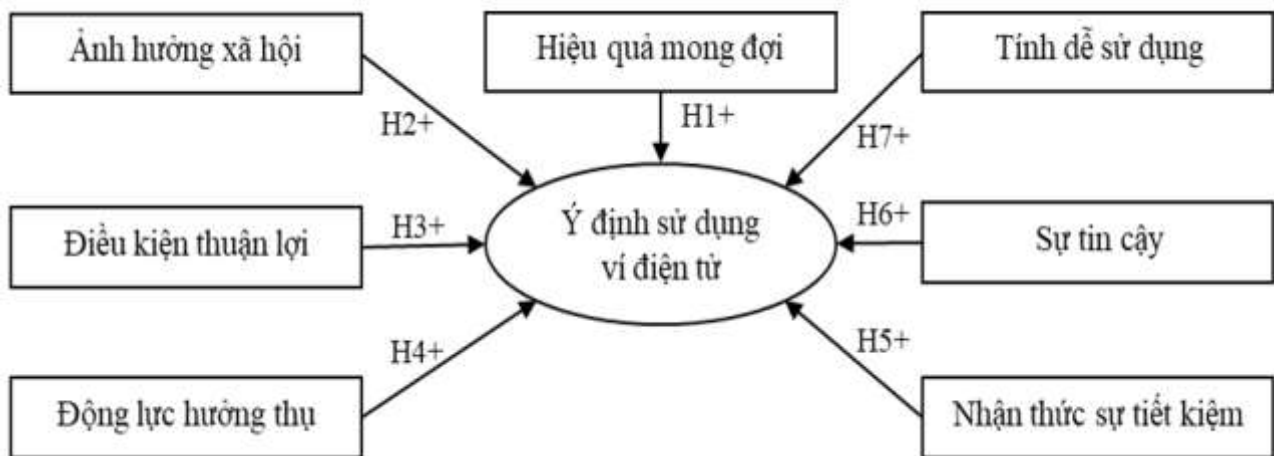 Ảnh hưởng xã hội
Hiệu quả mong đợi
Tính dễ sử dụng
H2+
H1+
H7+
Điều kiện thuận lợi
H3+
Ý định sử dụng
ví điện tử
H6+
Sự tin cậy
H4+
H5+
Động lực hưởng thụ
Nhận thức sự tiết kiệm